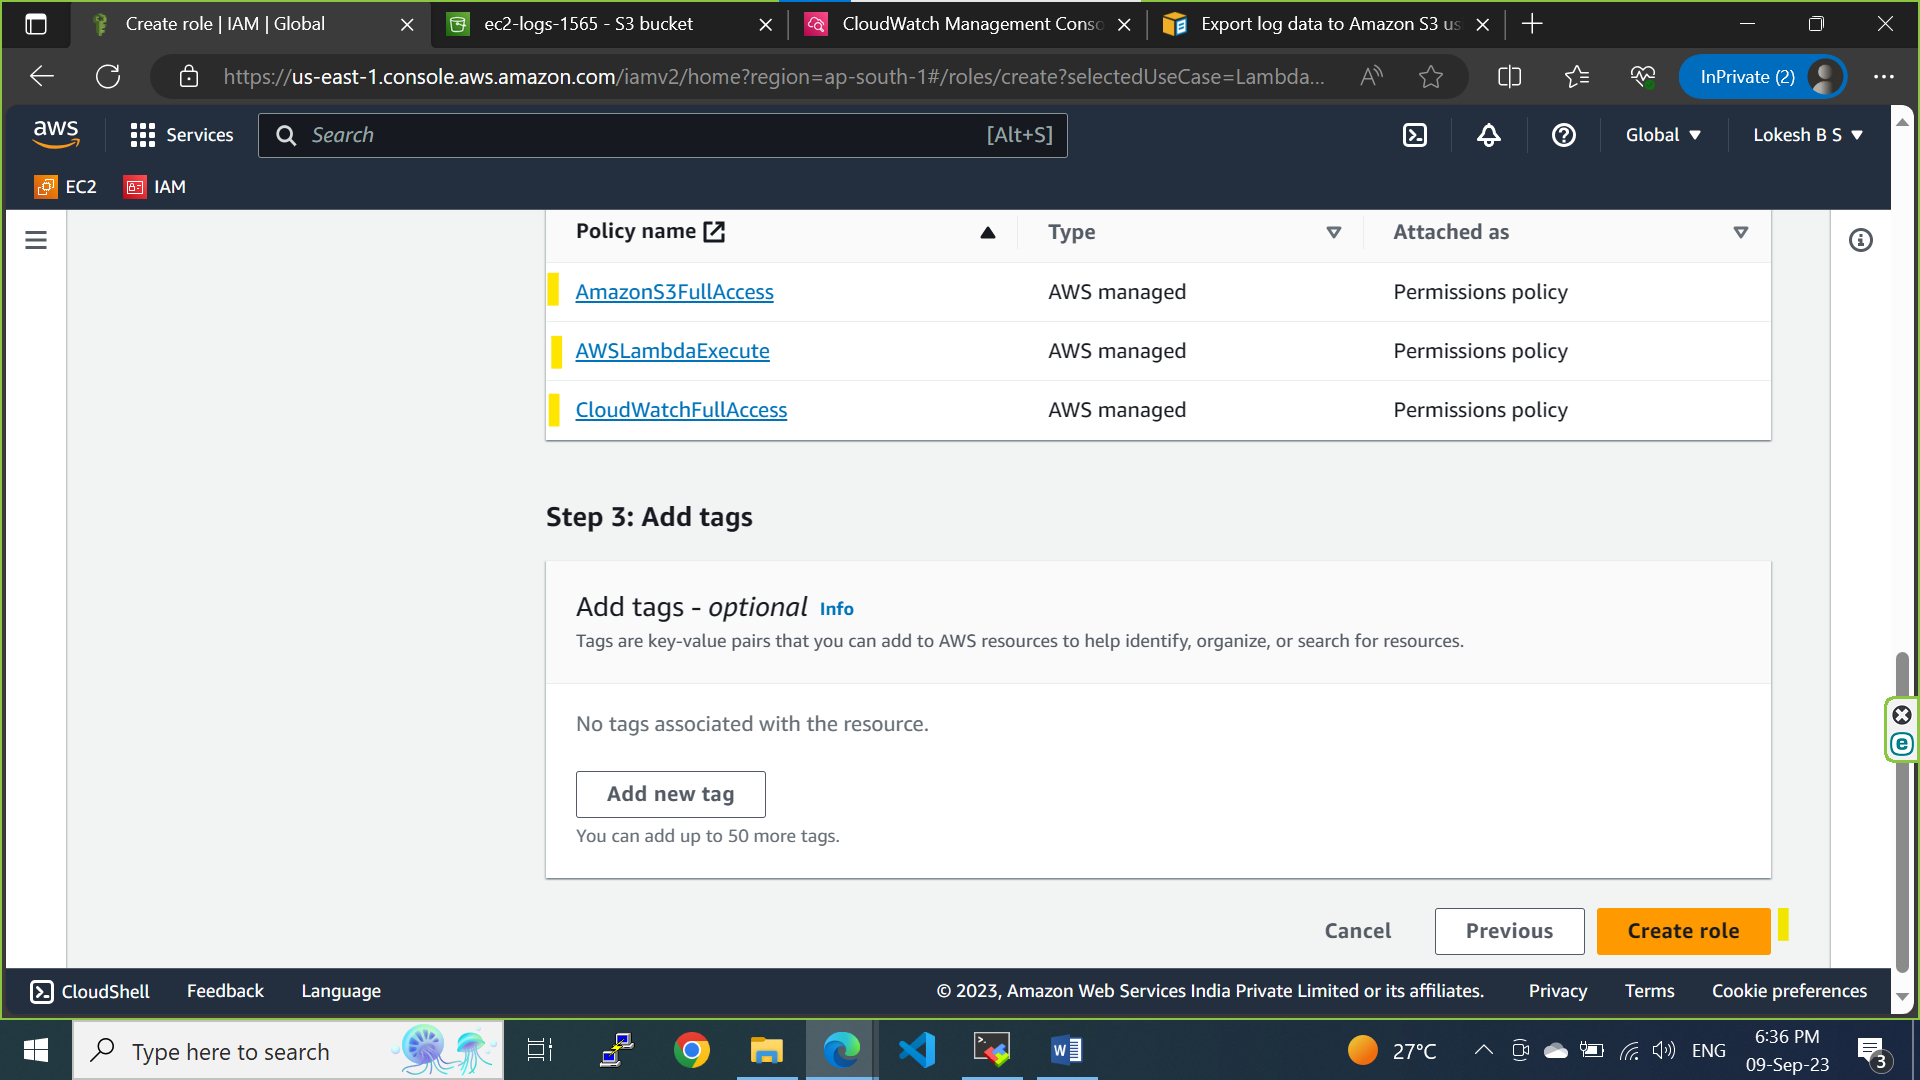 Create role | IAM | Global
ec2-logs-1565 - S3 bucket
CloudWatch Management Conso
Export log data to Amazon S3 us
https://us-east-1.console.aws.amazon.com/iamv2/home?region=ap-south-1#/roles/create?selectedUseCase=Lambda...
InPrivate (2)
aws
Services
Search
[Alt+S]
Global
Lokesh B S
EC2
IAM
Policy name
Type
Attached as
AmazonS3FullAccess
AWS managed
Permissions policy
AWSLambdaExecute
AWS managed
Permissions policy
CloudWatchFullAccess
AWS managed
Permissions policy
Step 3: Add tags
Add tags - optional Info
Tags are key-value pairs that you can add to AWS resources to help identify, organize, or search for resources.
No tags associated with the resource.
Add new tag
You can add up to 50 more tags.
Cancel
Previous
Create role
CloudShell
Feedback
Language
© 2023, Amazon Web Services India Private Limited or its affiliates.
Privacy
Terms
Cookie preferences
Type here to search
27°C
ENG
6:36 PM
09-Sep-23
3